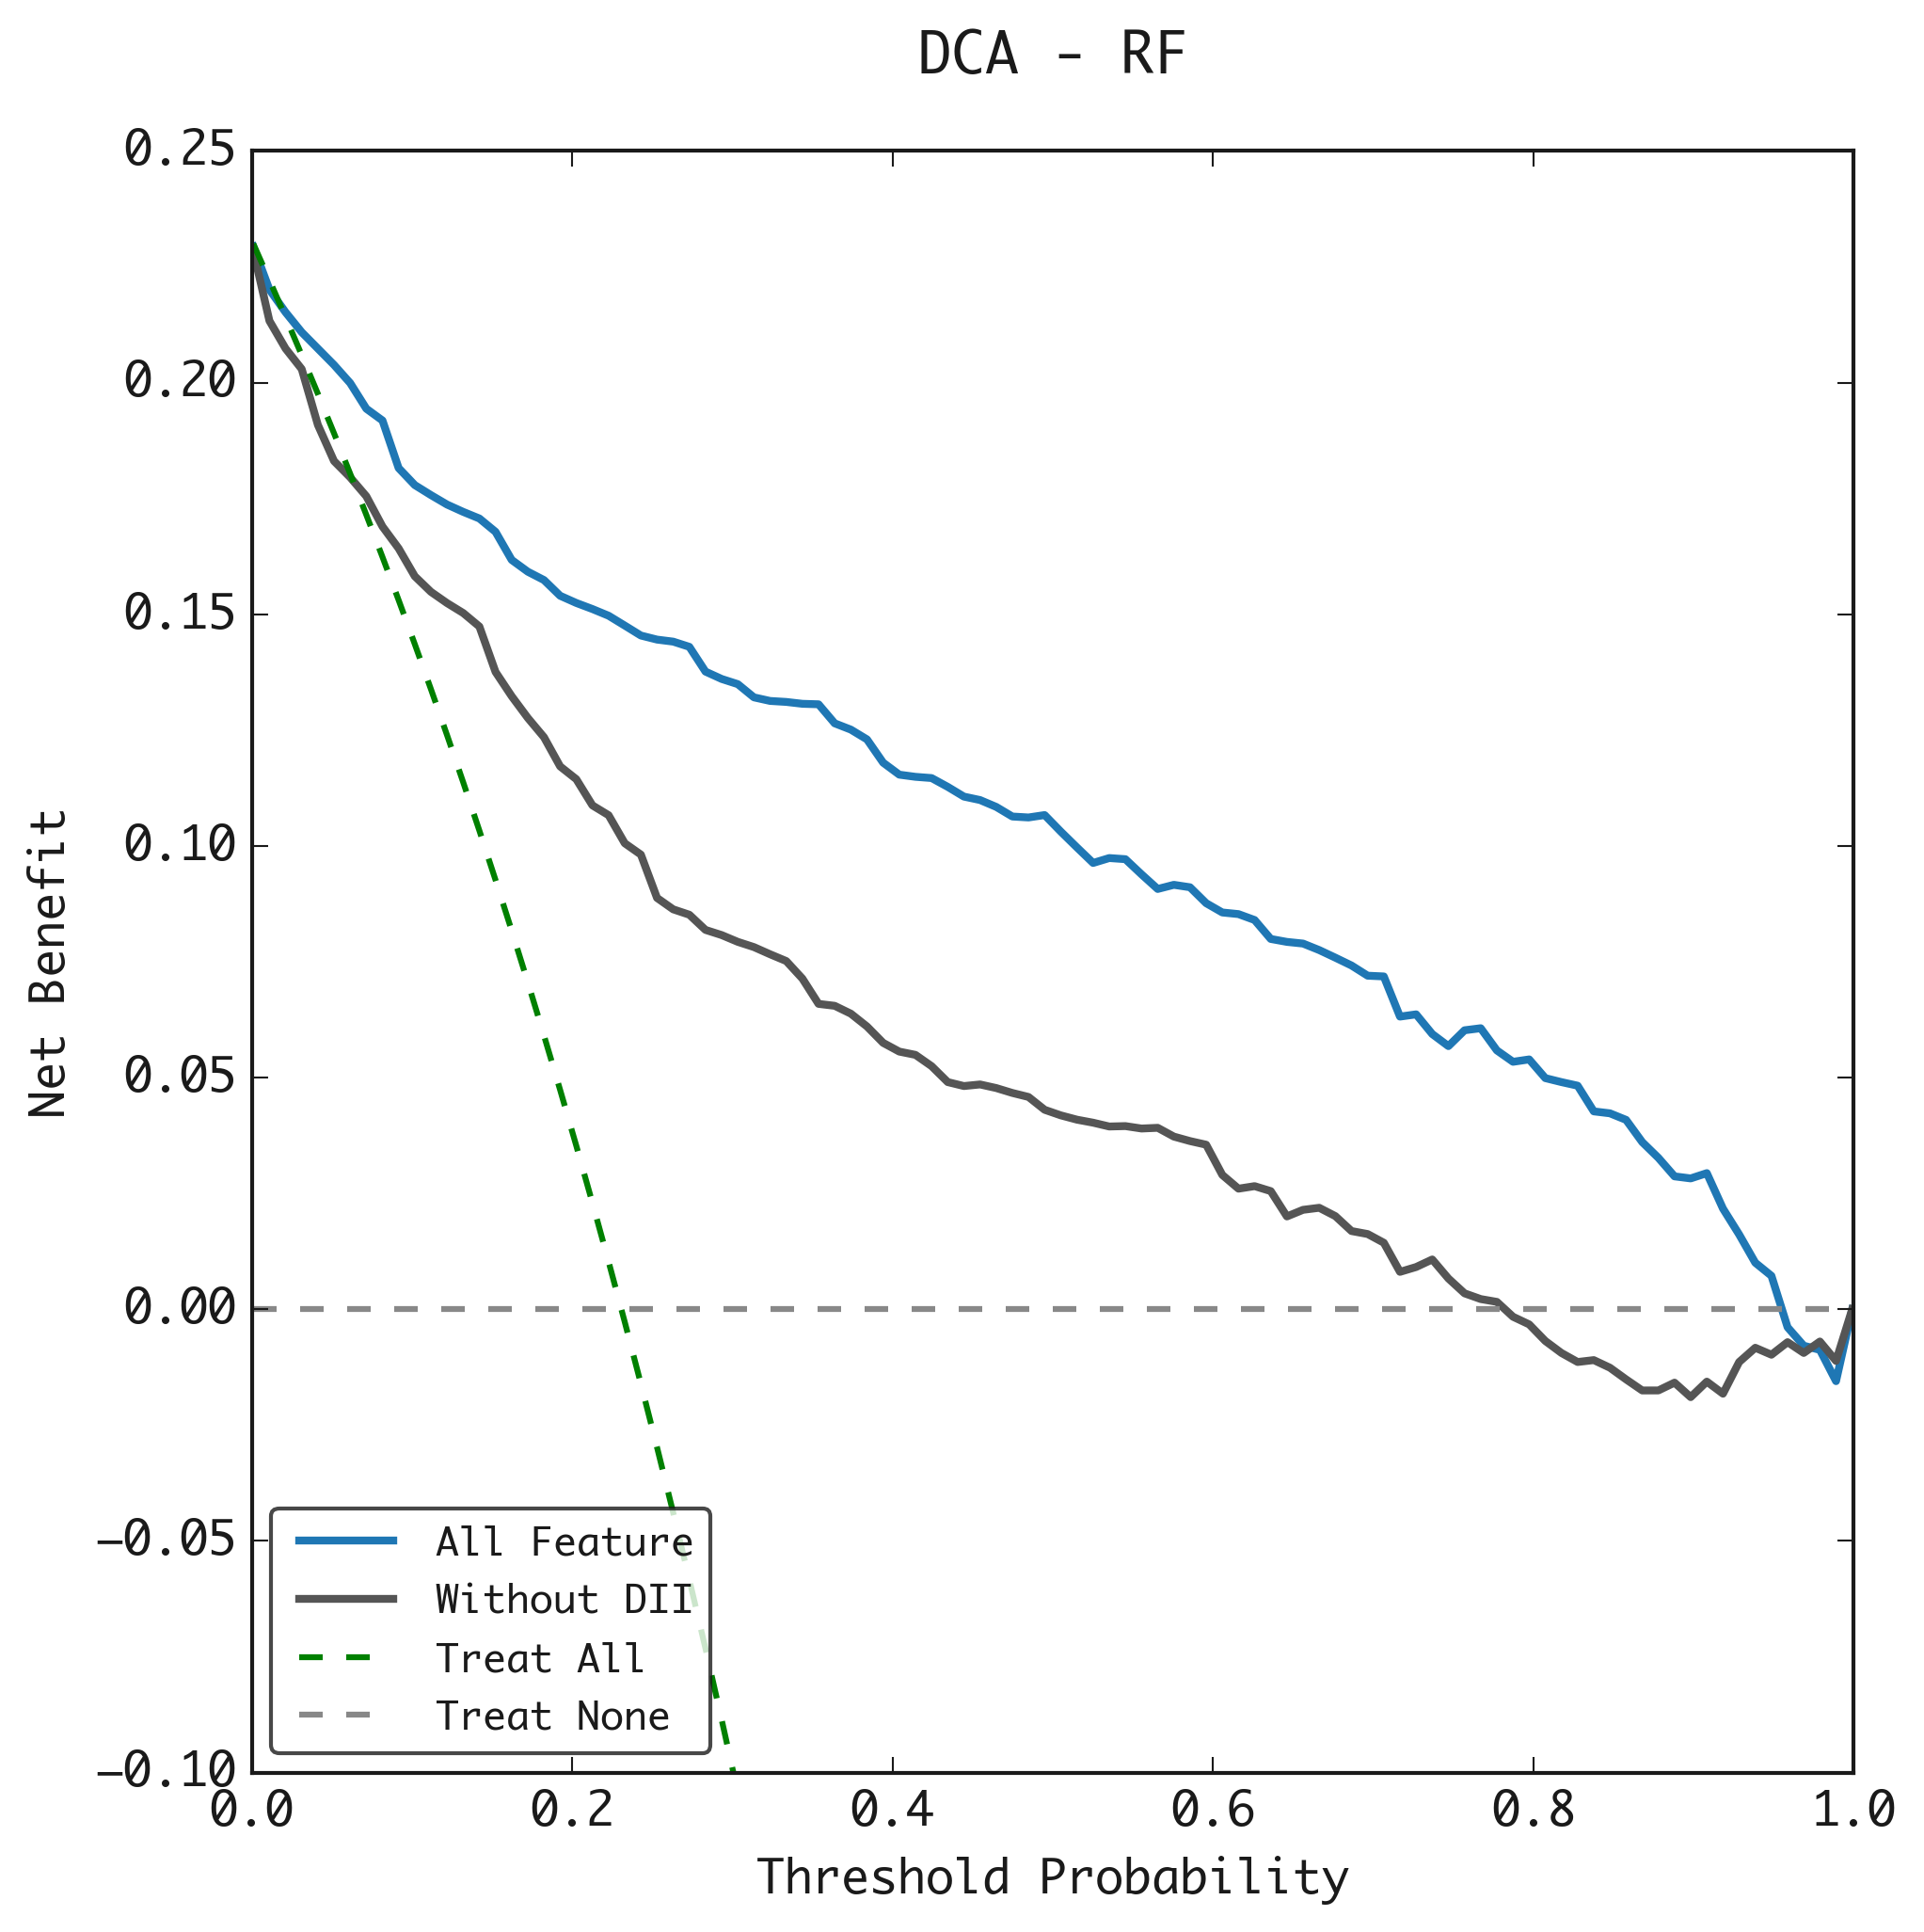 DCA - RF
0.25
0.20
0.15
0.10
0.05
0.00
−0.05
−0.10
Net Benefit
All Feature
Without DII
Treat All
Treat None
0.0 0.2 0.4 0.6 0.8 1.0
Threshold Probability